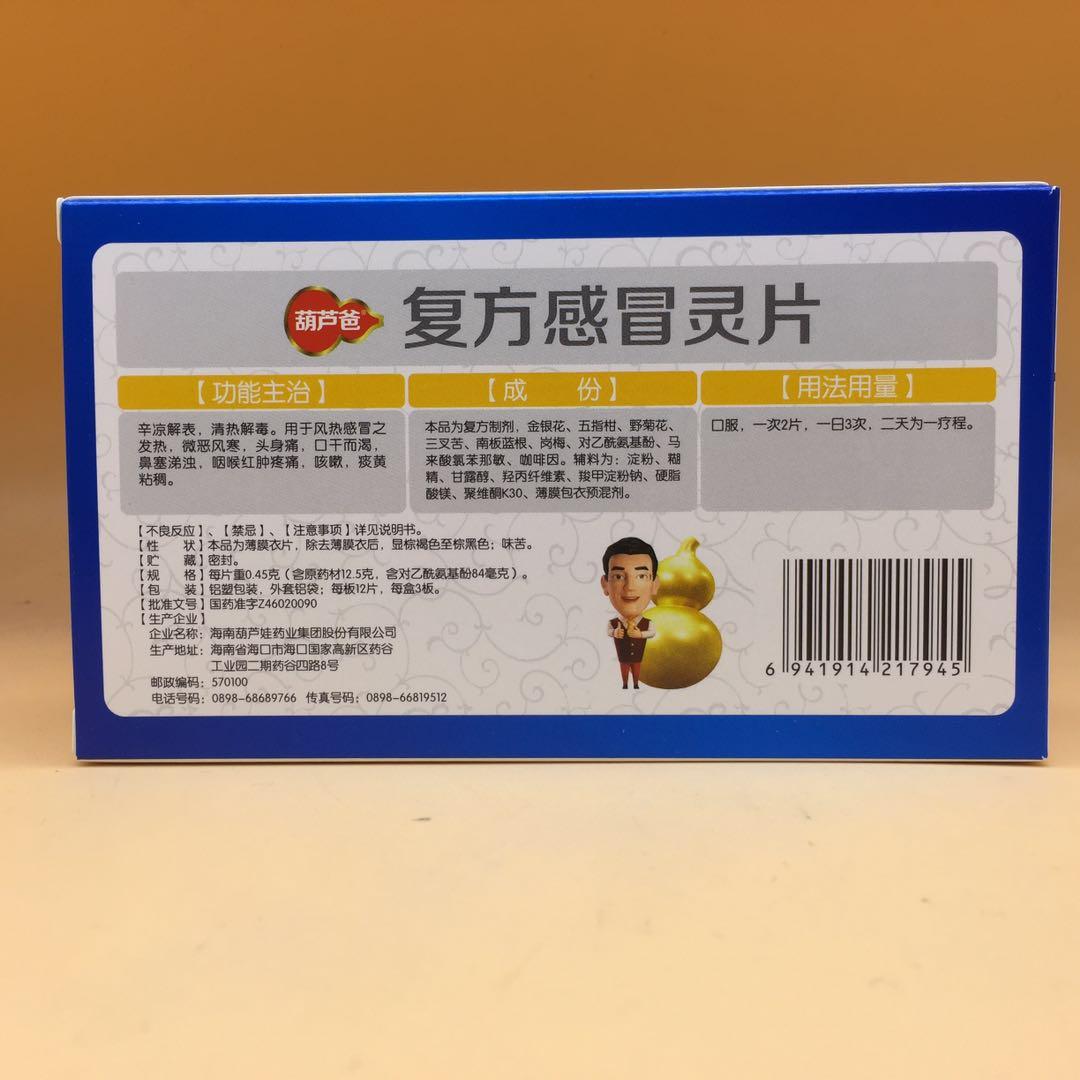 葫芦爸®
复方感冒灵片
【功能主治】
辛凉解表，清热解毒。用于风热感冒之
发热，微恶风寒，头身痛，口干而渴，
鼻塞涕浊，咽喉红肿疼痛，咳嗽，痰黄
粘稠。
【成 份】
本品为复方制剂，金银花、五指柑、野菊花、
三叉苦、南板蓝根、岗梅、对乙酰氨基酚、马
来酸氯苯那敏、咖啡因。辅料为：淀粉、糊
精、甘露醇、羟丙纤维素、羧甲淀粉钠、硬脂
酸镁、聚维酮K30、薄膜包衣预混剂。
【用法用量】
口服，一次2片，一日3次，二天为一疗程。
【不良反应】、【禁忌】、【注意事项】详见说明书。
【性 状】本品为薄膜衣片，除去薄膜衣后，显棕褐色至棕黑色；味苦。
【贮 藏】密封。
【规 格】每片重0.45克（含原药材12.5克，含对乙酰氨基酚84毫克）。
【包 装】铝塑包装，外套铝袋；每板12片，每盒3板。
【批准文号】国药准字Z46020090
【生产企业】
企业名称：海南葫芦娃药业集团股份有限公司
生产地址：海南省海口市海口国家高新区药谷
工业园二期药谷四路8号
邮政编码：570100
电话号码：0898-68689766 传真号码：0898-66819512
6 941914 217945